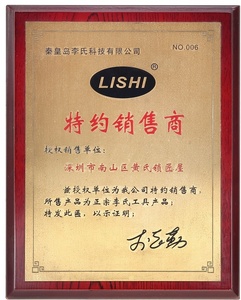 秦皇岛李氏科技有限公司 NO.006
LISHI®
特约销售商
授权销售单位:
深圳市南山区黄氏锁匠屋
兹授权单位为我公司特约销售商,
所售产品为正宗李氏工具产品;
特发此匾,以示证明;